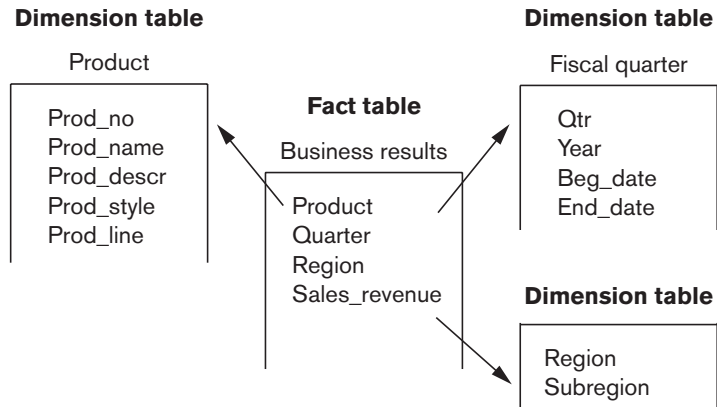 Dimension table
Product
Prod_no
Prod_name
Prod_descr
Prod_style
Prod_line
Fact table
Business results
Product
Quarter
Region
Sales_revenue
Dimension table
Fiscal quarter
Qtr
Year
Beg_date
End_date
Dimension table
Region
Subregion